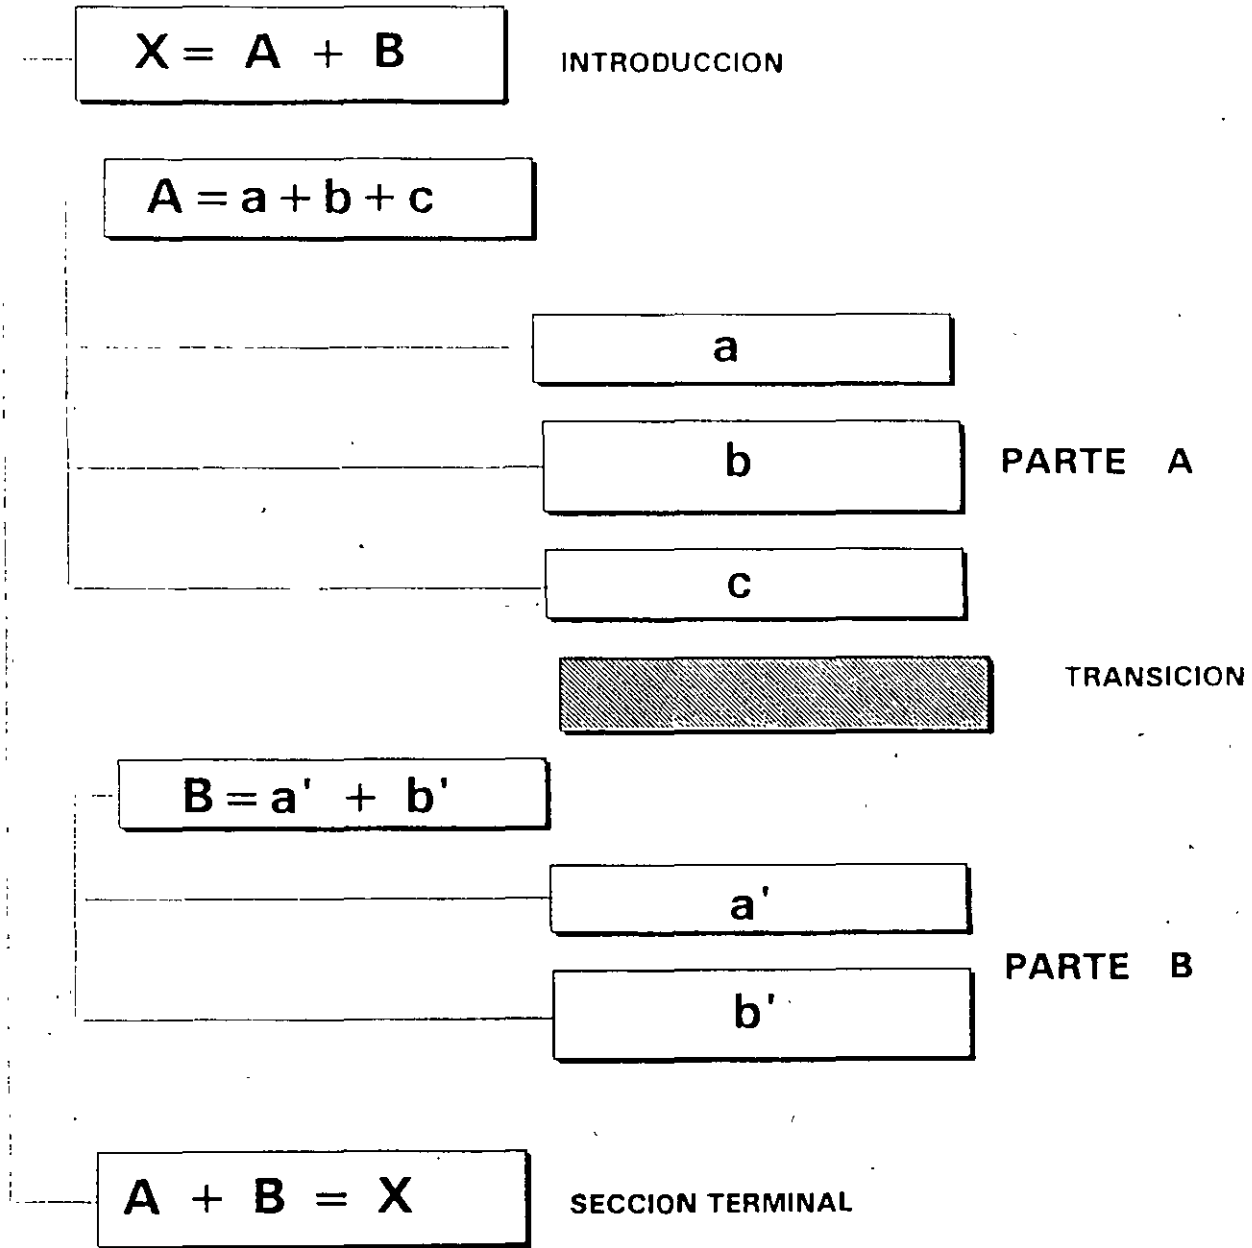 X = A + B INTRODUCCION
A = a + b + c
a
b PARTE A
c
TRANSICION
B = a' + b'
a'
PARTE B
b'
A + B = X SECCION TERMINAL